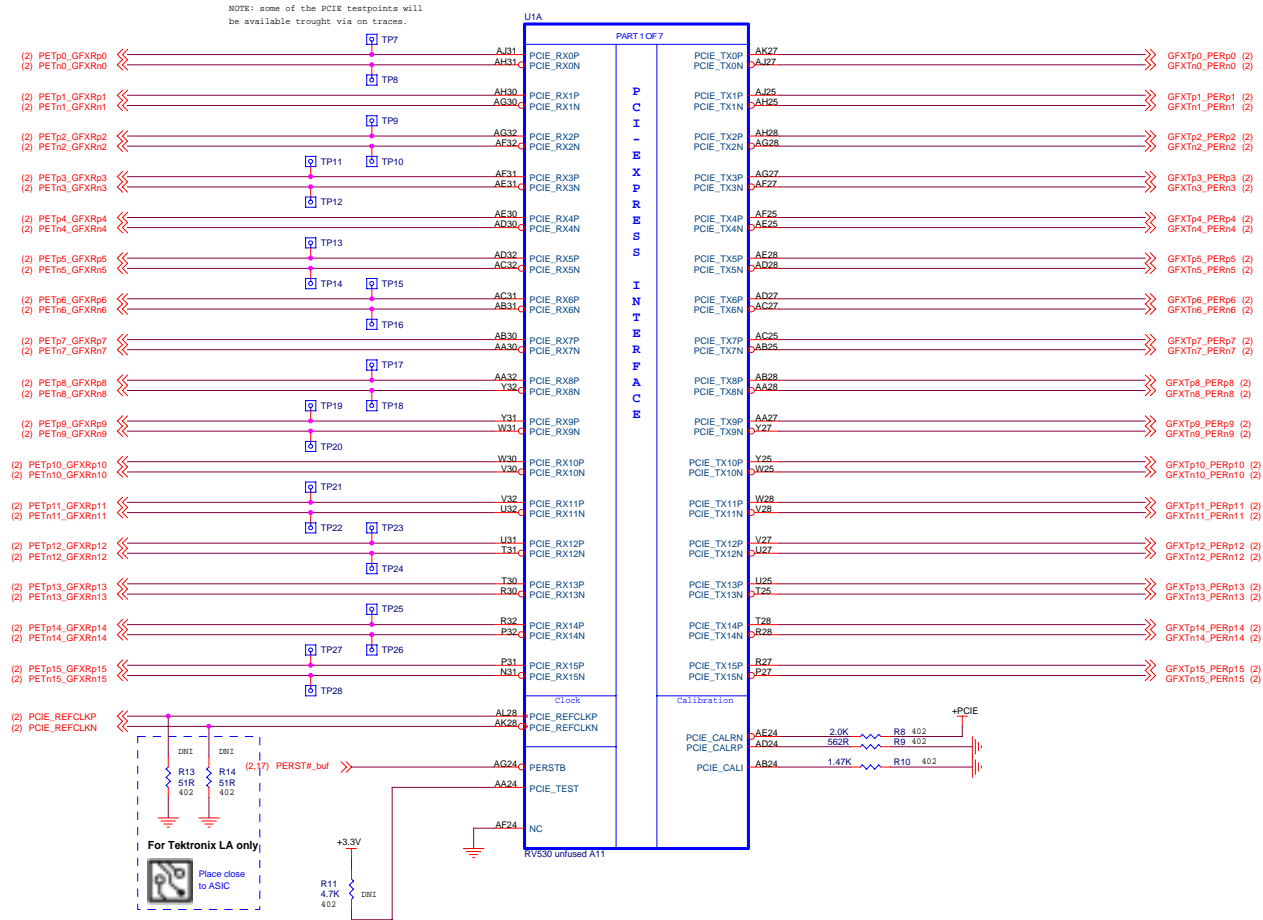 NOTE: some of the PCIE testpoints will
be available trought via on traces.
U1A
PART 1 OF 7
P
C
I
-
E
X
P
R
E
S
S
I
N
T
E
R
F
A
C
E
(2) PETp0_GFXRp0 TP7 AJ31 PCIE_RX0P PCIE_TX0P AK27 GFXTp0_PERp0 (2)
(2) PETn0_GFXRn0 TP8 AH31 PCIE_RX0N PCIE_TX0N AJ27 GFXTn0_PERn0 (2)
(2) PETp1_GFXRp1 AH30 PCIE_RX1P PCIE_TX1P AJ25 GFXTp1_PERp1 (2)
(2) PETn1_GFXRn1 AG30 PCIE_RX1N PCIE_TX1N AH25 GFXTn1_PERn1 (2)
(2) PETp2_GFXRp2 TP9 AG32 PCIE_RX2P PCIE_TX2P AH28 GFXTp2_PERp2 (2)
(2) PETn2_GFXRn2 TP10 AF32 PCIE_RX2N PCIE_TX2N AG28 GFXTn2_PERn2 (2)
(2) PETp3_GFXRp3 TP11 AF31 PCIE_RX3P PCIE_TX3P AG27 GFXTp3_PERp3 (2)
(2) PETn3_GFXRn3 TP12 AE31 PCIE_RX3N PCIE_TX3N AF27 GFXTn3_PERn3 (2)
(2) PETp4_GFXRp4 AE30 PCIE_RX4P PCIE_TX4P AF25 GFXTp4_PERp4 (2)
(2) PETn4_GFXRn4 AD30 PCIE_RX4N PCIE_TX4N AE25 GFXTn4_PERn4 (2)
(2) PETp5_GFXRp5 TP13 AD32 PCIE_RX5P PCIE_TX5P AE28 GFXTp5_PERp5 (2)
(2) PETn5_GFXRn5 TP14 AC32 PCIE_RX5N PCIE_TX5N AD28 GFXTn5_PERn5 (2)
(2) PETp6_GFXRp6 TP15 AC31 PCIE_RX6P PCIE_TX6P AD27 GFXTp6_PERp6 (2)
(2) PETn6_GFXRn6 TP16 AB31 PCIE_RX6N PCIE_TX6N AC27 GFXTn6_PERn6 (2)
(2) PETp7_GFXRp7 AB30 PCIE_RX7P PCIE_TX7P AC25 GFXTp7_PERp7 (2)
(2) PETn7_GFXRn7 AA30 PCIE_RX7N PCIE_TX7N AB25 GFXTn7_PERn7 (2)
(2) PETp8_GFXRp8 TP17 AA32 PCIE_RX8P PCIE_TX8P AB28 GFXTp8_PERp8 (2)
(2) PETn8_GFXRn8 TP18 Y32 PCIE_RX8N PCIE_TX8N AA28 GFXTn8_PERn8 (2)
(2) PETp9_GFXRp9 TP19 Y31 PCIE_RX9P PCIE_TX9P AA27 GFXTp9_PERp9 (2)
(2) PETn9_GFXRn9 TP20 W31 PCIE_RX9N PCIE_TX9N Y27 GFXTn9_PERn9 (2)
(2) PETp10_GFXRp10 W30 PCIE_RX10P PCIE_TX10P Y25 GFXTp10_PERp10 (2)
(2) PETn10_GFXRn10 V30 PCIE_RX10N PCIE_TX10N W25 GFXTn10_PERn10 (2)
(2) PETp11_GFXRp11 TP21 V32 PCIE_RX11P PCIE_TX11P W28 GFXTp11_PERp11 (2)
(2) PETn11_GFXRn11 TP22 U32 PCIE_RX11N PCIE_TX11N V28 GFXTn11_PERn11 (2)
(2) PETp12_GFXRp12 TP23 U31 PCIE_RX12P PCIE_TX12P V27 GFXTp12_PERp12 (2)
(2) PETn12_GFXRn12 TP24 T31 PCIE_RX12N PCIE_TX12N U27 GFXTn12_PERn12 (2)
(2) PETp13_GFXRp13 T30 PCIE_RX13P PCIE_TX13P U25 GFXTp13_PERp13 (2)
(2) PETn13_GFXRn13 R30 PCIE_RX13N PCIE_TX13N T25 GFXTn13_PERn13 (2)
(2) PETp14_GFXRp14 TP25 R32 PCIE_RX14P PCIE_TX14P T28 GFXTp14_PERp14 (2)
(2) PETn14_GFXRn14 TP26 P32 PCIE_RX14N PCIE_TX14N R28 GFXTn14_PERn14 (2)
(2) PETp15_GFXRp15 TP27 P31 PCIE_RX15P PCIE_TX15P R27 GFXTp15_PERp15 (2)
(2) PETn15_GFXRn15 TP28 N31 PCIE_RX15N PCIE_TX15N P27 GFXTn15_PERn15 (2)
Clock Calibration
(2) PCIE_REFCLKP AL28 PCIE_REFCLKP
(2) PCIE_REFCLKN AK28 PCIE_REFCLKN
+PCIE
PCIE_CALRN AE24 2.0K R8 402
PCIE_CALRP AD24 562R R9 402
PCIE_CALI AB24 1.47K R10 402
DNI DNI
R13 R14
51R 51R
402 402
(2,17) PERST#_buf AG24 PERSTB
AA24 PCIE_TEST
AF24 NC
RV530 unfused A11
For Tektronix LA only
Place close
to ASIC
+3.3V
R11
4.7K DNI
402